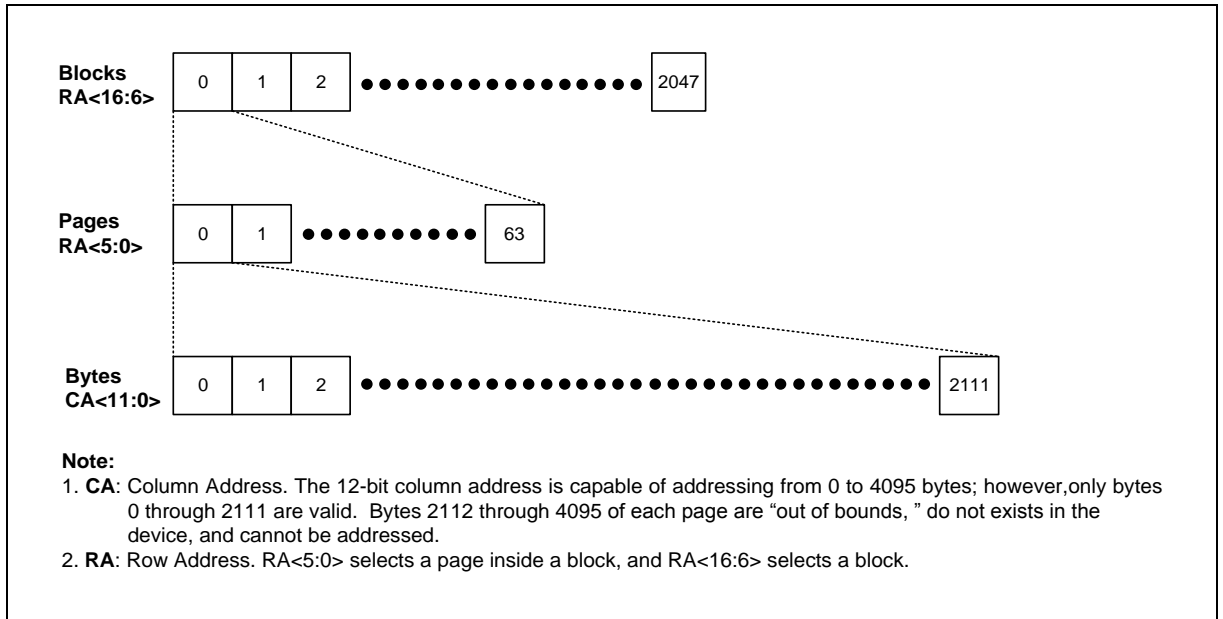 Blocks
RA<16:6>
0 1 2 2047
Pages
RA<5:0>
0 1 63
Bytes
CA<11:0>
0 1 2 2111
Note:
1. CA: Column Address. The 12-bit column address is capable of addressing from 0 to 4095 bytes; however,only bytes
0 through 2111 are valid. Bytes 2112 through 4095 of each page are “out of bounds, ” do not exists in the
device, and cannot be addressed.
2. RA: Row Address. RA<5:0> selects a page inside a block, and RA<16:6> selects a block.